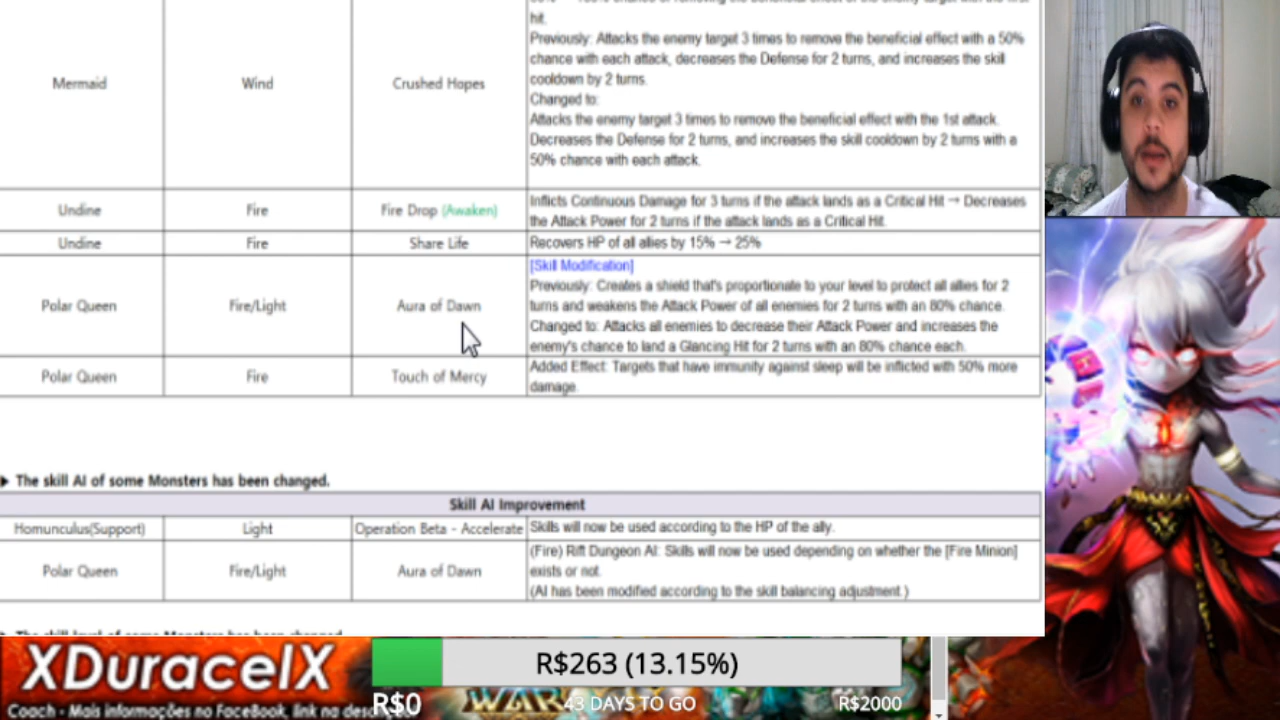 hit.
Previously: Attacks the enemy target 3 times to remove the beneficial effect with a 50%
chance with each attack, decreases the Defense for 2 turns, and increases the skill
cooldown by 2 turns.
Changed to:
Attacks the enemy target 3 times to remove the beneficial effect with the 1st attack.
Decreases the Defense for 2 turns, and increases the skill cooldown by 2 turns with a
50% chance with each attack.
Mermaid Wind Crushed Hopes
Undine Fire Fire Drop (Awaken)
Inflicts Continuous Damage for 3 turns if the attack lands as a Critical Hit → Decreases
the Attack Power for 2 turns if the attack lands as a Critical Hit.
Undine Fire Share Life Recovers HP of all allies by 15% → 25%
Polar Queen Fire/Light Aura of Dawn
[Skill Modification]
Previously: Creates a shield that's proportionate to your level to protect all allies for 2
turns and weakens the Attack Power of all enemies for 2 turns with an 80% chance.
Changed to: Attacks all enemies to decrease their Attack Power and increases the
enemy's chance to land a Glancing Hit for 2 turns with an 80% chance each.
Polar Queen Fire Touch of Mercy
Added Effect: Targets that have immunity against sleep will be inflicted with 50% more
damage.
▶ The skill AI of some Monsters has been changed.
Skill AI Improvement
Homunculus(Support) Light Operation Beta - Accelerate Skills will now be used according to the HP of the ally.
Polar Queen Fire/Light Aura of Dawn
(Fire) Rift Dungeon AI: Skills will now be used depending on whether the [Fire Minion]
exists or not.
(AI has been modified according to the skill balancing adjustment.)
XDuracelX
R$263 (13.15%)
Coach - Mais informações no FaceBook, link na
R$0
WAR
43 DAYS TO GO
R$2000